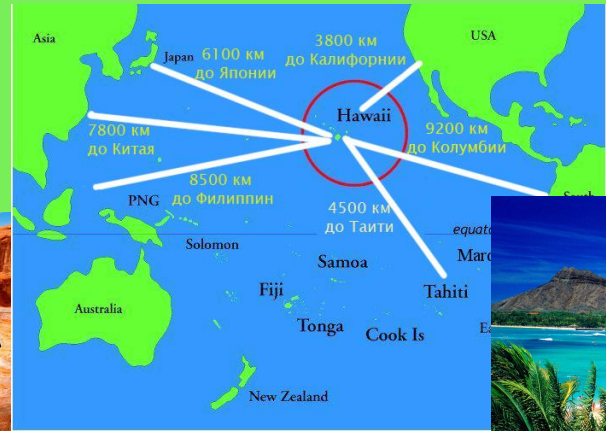 Asia
USA
Japan
6100 км
до Японии
3800 км
до Калифорнии
Hawaii
7800 км
до Китая
9200 км
до Колумбии
8500 км
до Филиппин
PNG
4500 км
до Таити
Solomon
Samoa
Fiji
Tahiti
Australia
Tonga
Cook Is
New Zealand